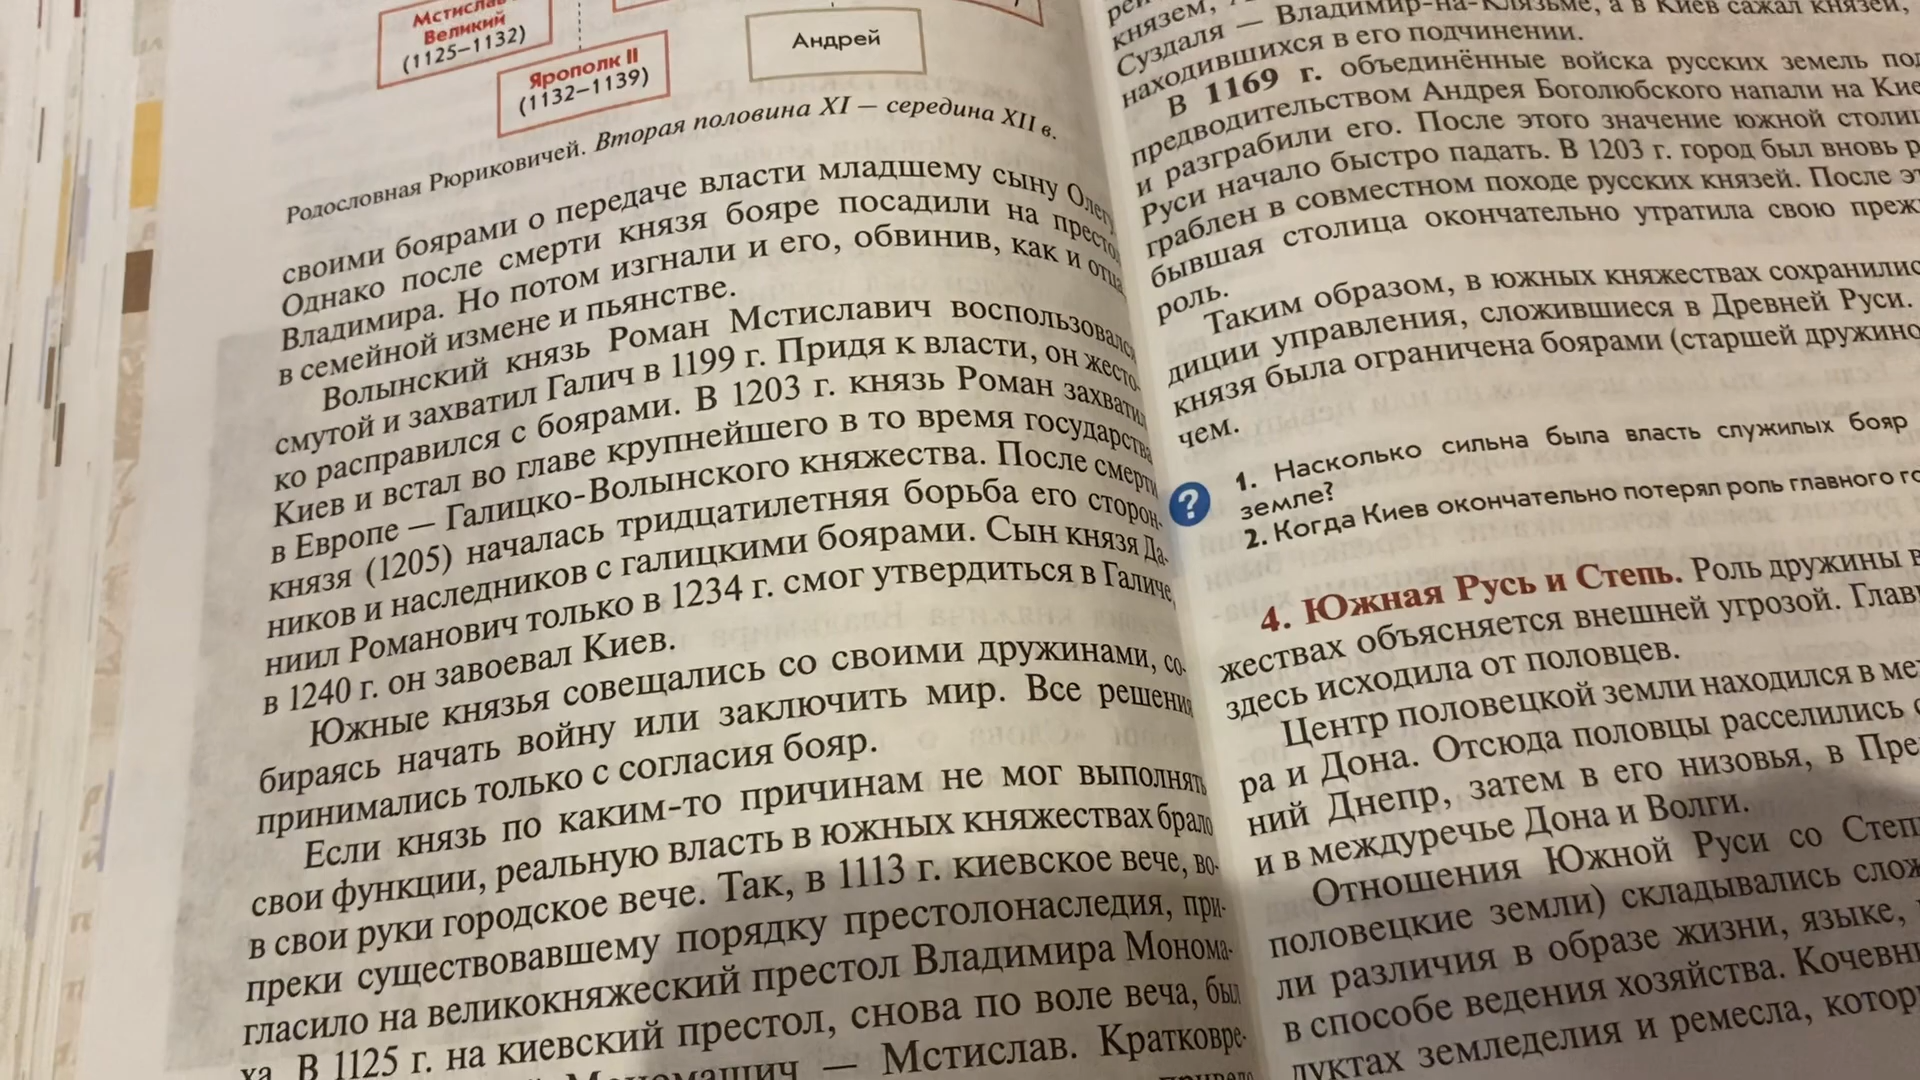 Мстислав
Великий
(1125–1132)
Ярополк II
(1132–1139)
Андрей
Родословная Рюриковичей. Вторая половина XI — середина XII в.
своими боярами о передаче власти младшему сыну Олегу.
Однако после смерти князя бояре посадили на престол
Владимира. Но потом изгнали и его, обвинив, как и отца,
в семейной измене и пьянстве.
Волынский князь Роман Мстиславич воспользовался
смутой и захватил Галич в 1199 г. Придя к власти, он жесто-
ко расправился с боярами. В 1203 г. князь Роман захватил
Киев и встал во главе крупнейшего в то время государства
в Европе — Галицко-Волынского княжества. После смерти
князя (1205) началась тридцатилетняя борьба его сторон-
ников и наследников с галицкими боярами. Сын князя Да-
ниил Романович только в 1234 г. смог утвердиться в Галиче,
в 1240 г. он завоевал Киев.
Южные князья совещались со своими дружинами, со-
бираясь начать войну или заключить мир. Все решения
принимались только с согласия бояр.
Если князь по каким-то причинам не мог выполнять
свои функции, реальную власть в южных княжествах брало
в свои руки городское вече. Так, в 1113 г. киевское вече, во-
преки существовавшему порядку престолонаследия, при-
гласило на великокняжеский престол Владимира Монома-
ха. В 1125 г. на киевский престол, снова по воле веча, был
Мономашич — Мстислав. Кратковре-
князем,
Суздаля — Владимир-на-Клязьме, а в Киев сажал князей,
находившихся в его подчинении.
В 1169 г. объединённые войска русских земель под
предводительством Андрея Боголюбского напали на Кие
и разграбили его. После этого значение южной столиц
Руси начало быстро падать. В 1203 г. город был вновь р
граблен в совместном походе русских князей. После эт
бывшая столица окончательно утратила свою преж
роль.
Таким образом, в южных княжествах сохранилис
диции управления, сложившиеся в Древней Руси.
князя была ограничена боярами (старшей дружино
чем.
? 1. Насколько сильна была власть служилых бояр
земле?
2. Когда Киев окончательно потерял роль главного го
4. Южная Русь и Степь. Роль дружины в
жествах объясняется внешней угрозой. Глав
здесь исходила от половцев.
Центр половецкой земли находился в ме
ра и Дона. Отсюда половцы расселились
ний Днепр, затем в его низовья, в Пре
и в междуречье Дона и Волги.
Отношения Южной Руси со Степ
половецкие земли) складывались слож
ли различия в образе жизни, языке,
в способе ведения хозяйства. Кочевн
дуктах земледелия и ремесла, котор